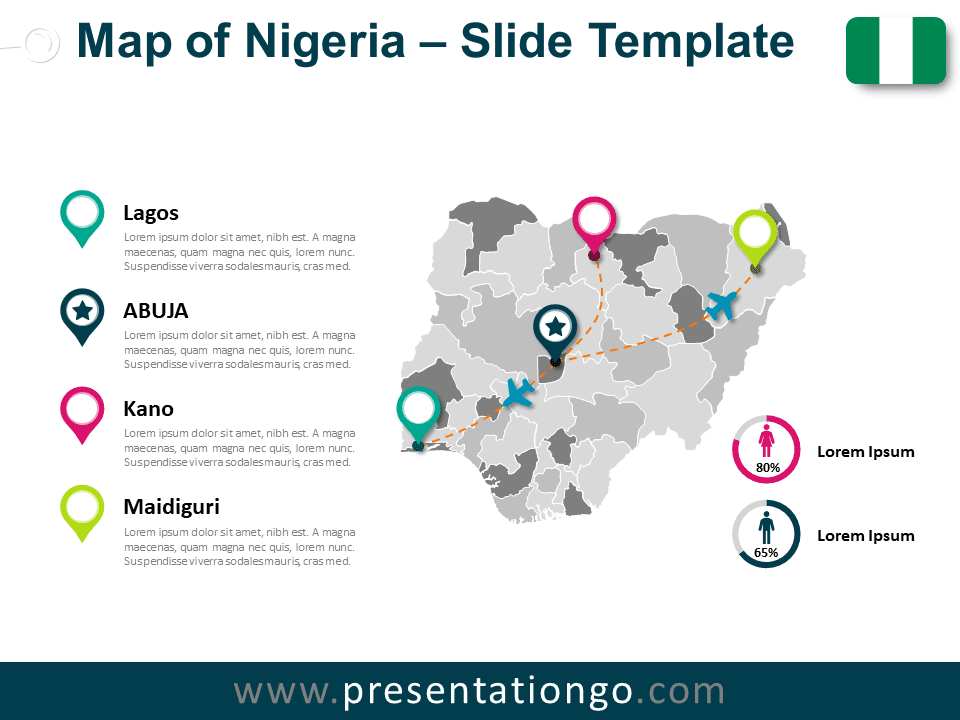 Map of Nigeria – Slide Template
Lagos
Lorem ipsum dolor sit amet, nibh est. A magna
maecenas, quam magna nec quis, lorem nunc.
Suspendisse viverra sodales mauris, cras med.
ABUJA
Lorem ipsum dolor sit amet, nibh est. A magna
maecenas, quam magna nec quis, lorem nunc.
Suspendisse viverra sodales mauris, cras med.
Kano
Lorem ipsum dolor sit amet, nibh est. A magna
maecenas, quam magna nec quis, lorem nunc.
Suspendisse viverra sodales mauris, cras med.
Maidiguri
Lorem ipsum dolor sit amet, nibh est. A magna
maecenas, quam magna nec quis, lorem nunc.
Suspendisse viverra sodales mauris, cras med.
80%
Lorem Ipsum
65%
Lorem Ipsum
www.presentationgo.com